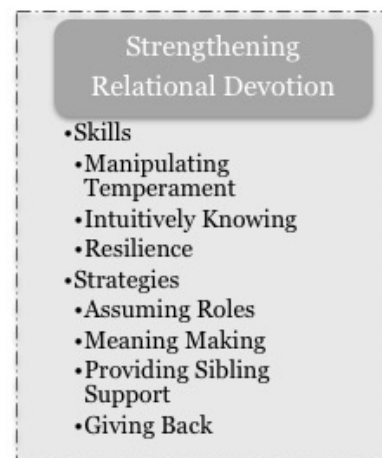 Strengthening
Relational Devotion
•Skills
•Manipulating
Temperament
•Intuitively Knowing
•Resilience
•Strategies
•Assuming Roles
•Meaning Making
•Providing Sibling
Support
•Giving Back